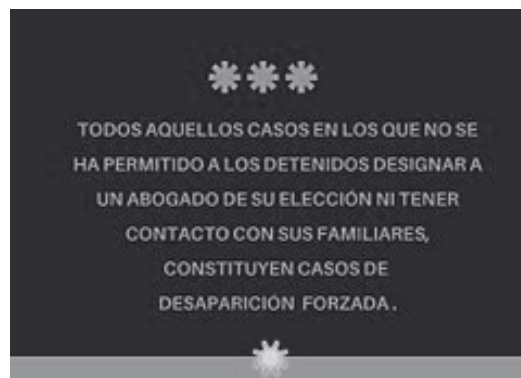 TODOS AQUELLOS CASOS EN LOS QUE NO SE
HA PERMITIDO A LOS DETENIDOS DESIGNAR A
UN ABOGADO DE SU ELECCIÓN NI TENER
CONTACTO CON SUS FAMILIARES,
CONSTITUYEN CASOS DE
DESAPARICIÓN FORZADA.